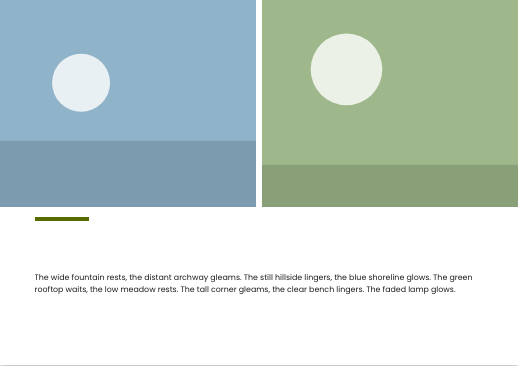 The wide fountain rests, the distant archway gleams. The still hillside lingers, the blue shoreline glows. The green
rooftop waits, the low meadow rests. The tall corner gleams, the clear bench lingers. The faded lamp glows.